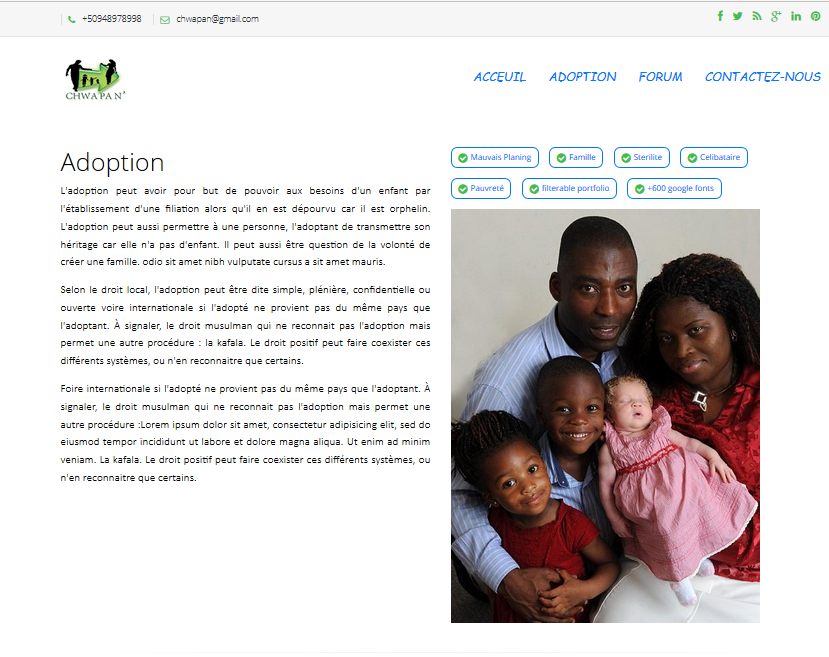 +50948978998 chwapan@gmail.com
CHWAPAN'
ACCEUIL ADOPTION FORUM CONTACTEZ-NOUS
Adoption
L'adoption peut avoir pour but de pouvoir aux besoins d'un enfant par
l'établissement d'une filiation alors qu'il en est dépourvu car il est orphelin.
L'adoption peut aussi permettre à une personne, l'adoptant de transmettre son
héritage car elle n'a pas d'enfant. Il peut aussi être question de la volonté de
créer une famille. odio sit amet nibh vulputate cursus a sit amet mauris.
Selon le droit local, l'adoption peut être dite simple, plénière, confidentielle ou
ouverte voire internationale si l'adopté ne provient pas du même pays que
l'adoptant. À signaler, le droit musulman qui ne reconnait pas l'adoption mais
permet une autre procédure : la kafala. Le droit positif peut faire coexister ces
différents systèmes, ou n'en reconnaitre que certains.
Foire internationale si l'adopté ne provient pas du même pays que l'adoptant. À
signaler, le droit musulman qui ne reconnait pas l'adoption mais permet une
autre procédure :Lorem ipsum dolor sit amet, consectetur adipisicing elit, sed do
eiusmod tempor incididunt ut labore et dolore magna aliqua. Ut enim ad minim
veniam. La kafala. Le droit positif peut faire coexister ces différents systèmes, ou
n'en reconnaitre que certains.
Mauvais Planing Famille Sterilite Celibataire
Pauvreté filterable portfolio +600 google fonts